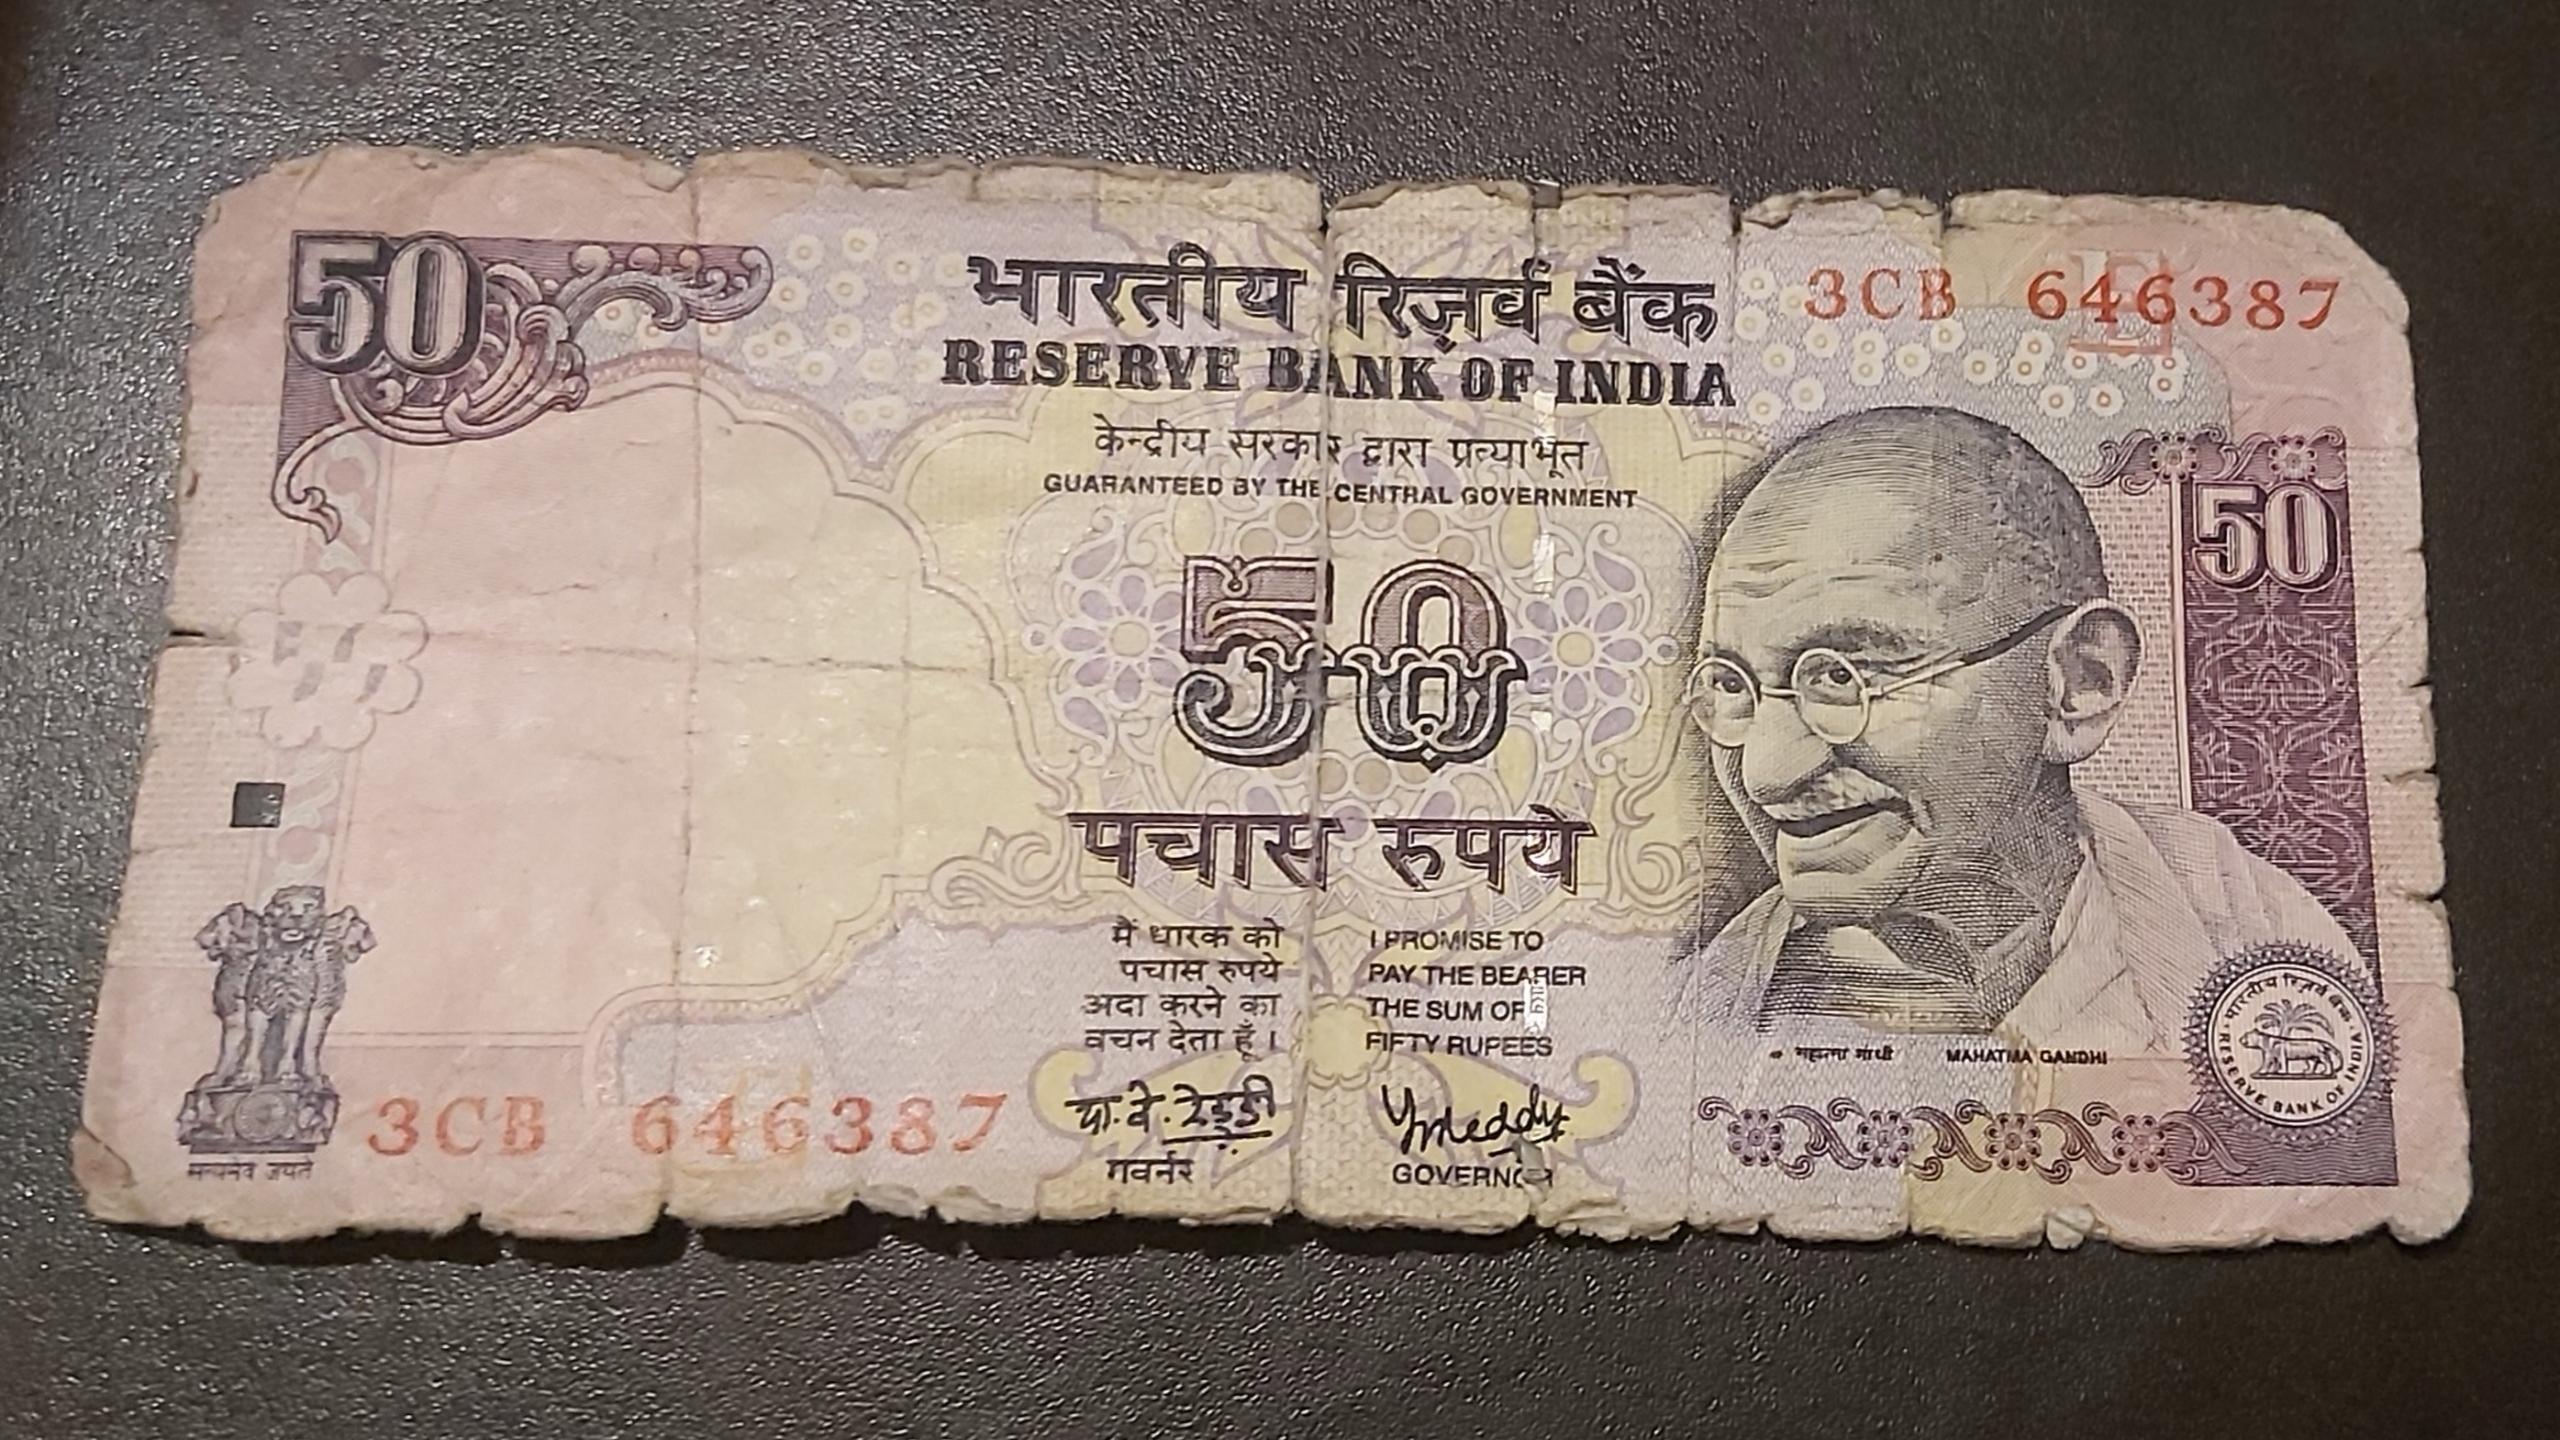 50
भारतीय रिज़र्व बैंक
3CB 646387
E
RESERVE BANK OF INDIA
केन्द्रीय सरकार द्वारा प्रत्याभूत
GUARANTEED BY THE CENTRAL GOVERNMENT
50
50
पचास रुपये
मैं धारक को
पचास रुपये
अदा करने का
वचन देता हूँ।
I PROMISE TO
PAY THE BEARER
THE SUM OF
FIFTY RUPEES
महात्मा गांधी MAHATMA GANDHI
भारतीय रिज़र्व बैंक
RESERVE BANK OF INDIA
3CB 646387
या. वे. रेड्डी
गवर्नर
YVReddy
GOVERNOR
सत्यमेव जयते